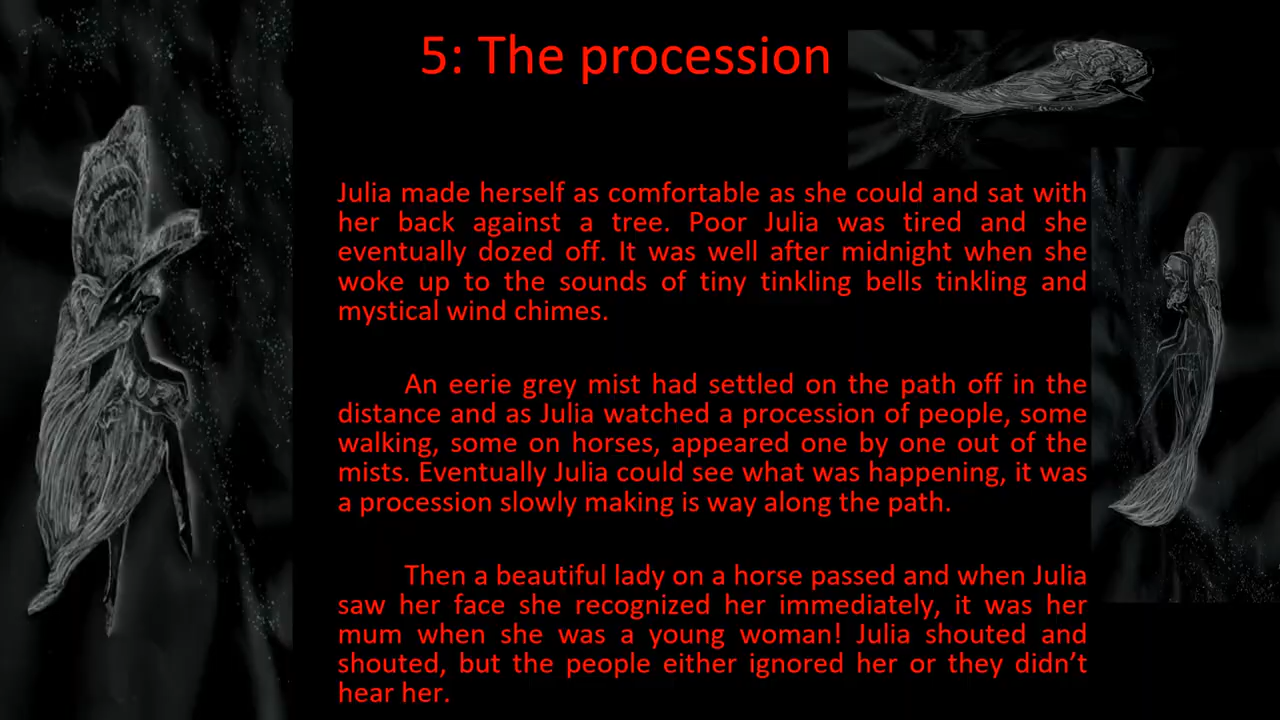 5: The procession
Julia made herself as comfortable as she could and sat with
her back against a tree. Poor Julia was tired and she
eventually dozed off. It was well after midnight when she
woke up to the sounds of tiny tinkling bells tinkling and
mystical wind chimes.
An eerie grey mist had settled on the path off in the
distance and as Julia watched a procession of people, some
walking, some on horses, appeared one by one out of the
mists. Eventually Julia could see what was happening, it was
a procession slowly making is way along the path.
Then a beautiful lady on a horse passed and when Julia
saw her face she recognized her immediately, it was her
mum when she was a young woman! Julia shouted and
shouted, but the people either ignored her or they didn’t
hear her.